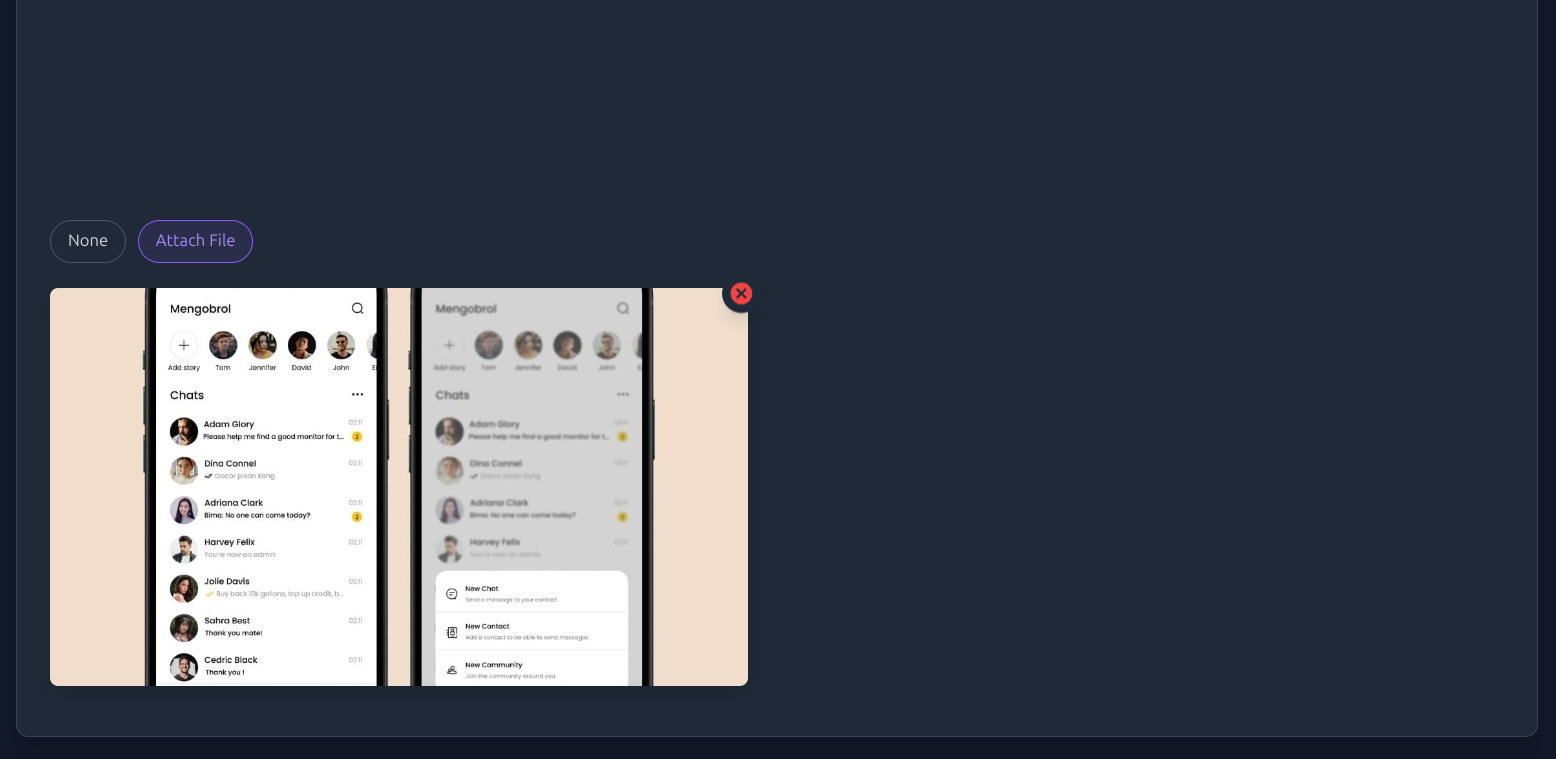 None
Attach File
Mengobrol
Add story
Tom
Jennifer
David
John
E
Chats
Adam Glory
02:11
Please help me find a good monitor for t...
2
Dina Connel
02:11
Gacor pisan kang
Adriana Clark
02:11
Bima: No one can come today?
2
Harvey Felix
02:11
You're now an admin
Jolie Davis
02:11
Buy back 10k gallons, top up credit, b...
Sahra Best
02:11
Thank you mate!
Cedric Black
02:11
Thank you !
Mengobrol
Add story
Tom
Jennifer
David
John
Chats
Adam Glory
02:11
Please help me find a good monitor for t...
2
Dina Connel
02:11
Gacor pisan kang
Adriana Clark
02:11
Bima: No one can come today?
2
Harvey Felix
02:11
You're now an admin
New Chat
Send a message to your contact
New Contact
Add a contact to be able to send messages
New Community
Join the community around you